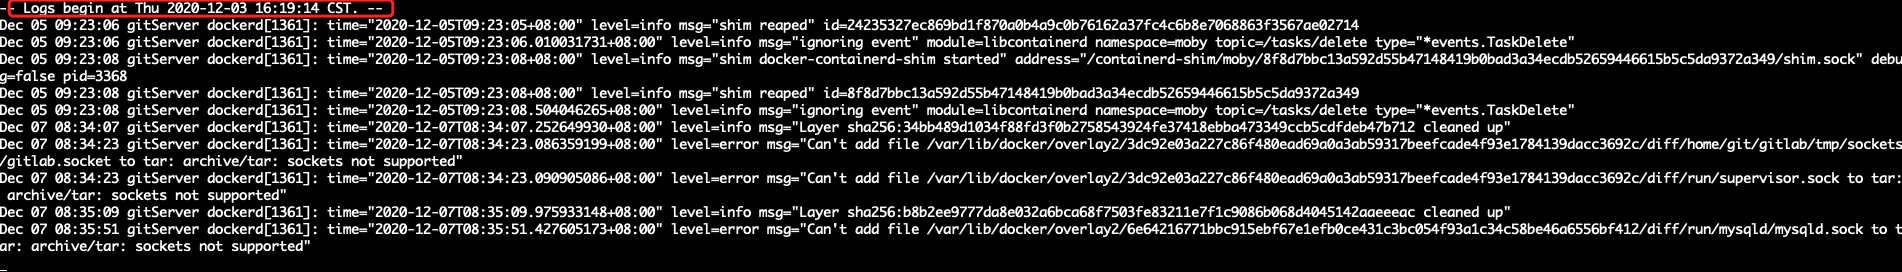 -- Logs begin at Thu 2020-12-03 16:19:14 CST. --
Dec 05 09:23:06 gitServer dockerd[1361]: time="2020-12-05T09:23:05+08:00" level=info msg="shim reaped" id=24235327ec869bd1f870a0b4a9c0b76162a37fc4c6b8e7068863f3567ae02714
Dec 05 09:23:06 gitServer dockerd[1361]: time="2020-12-05T09:23:06.010031731+08:00" level=info msg="ignoring event" module=libcontainerd namespace=moby topic=/tasks/delete type="*events.TaskDelete"
Dec 05 09:23:08 gitServer dockerd[1361]: time="2020-12-05T09:23:08+08:00" level=info msg="shim docker-containerd-shim started" address="/containerd-shim/moby/8f8d7bbc13a592d55b47148419b0bad3a34ecdb52659446615b5c5da9372a349/shim.sock" debu
g=false pid=3368
Dec 05 09:23:08 gitServer dockerd[1361]: time="2020-12-05T09:23:08+08:00" level=info msg="shim reaped" id=8f8d7bbc13a592d55b47148419b0bad3a34ecdb52659446615b5c5da9372a349
Dec 05 09:23:08 gitServer dockerd[1361]: time="2020-12-05T09:23:08.504046265+08:00" level=info msg="ignoring event" module=libcontainerd namespace=moby topic=/tasks/delete type="*events.TaskDelete"
Dec 07 08:34:07 gitServer dockerd[1361]: time="2020-12-07T08:34:07.252649930+08:00" level=info msg="Layer sha256:34bb489d1034f88fd3f0b2758543924fe37418ebba473349ccb5cdfdeb47b712 cleaned up"
Dec 07 08:34:23 gitServer dockerd[1361]: time="2020-12-07T08:34:23.086359199+08:00" level=error msg="Can't add file /var/lib/docker/overlay2/3dc92e03a227c86f480ead69a0a3ab59317beefcade4f93e1784139dacc3692c/diff/home/git/gitlab/tmp/sockets
/gitlab.socket to tar: archive/tar: sockets not supported"
Dec 07 08:34:23 gitServer dockerd[1361]: time="2020-12-07T08:34:23.090905086+08:00" level=error msg="Can't add file /var/lib/docker/overlay2/3dc92e03a227c86f480ead69a0a3ab59317beefcade4f93e1784139dacc3692c/diff/run/supervisor.sock to tar:
 archive/tar: sockets not supported"
Dec 07 08:35:09 gitServer dockerd[1361]: time="2020-12-07T08:35:09.975933148+08:00" level=info msg="Layer sha256:b8b2ee9777da8e032a6bca68f7503fe83211e7f1c9086b068d4045142aaeeeac cleaned up"
Dec 07 08:35:51 gitServer dockerd[1361]: time="2020-12-07T08:35:51.427605173+08:00" level=error msg="Can't add file /var/lib/docker/overlay2/6e64216771bbc915ebf67e1efb0ce431c3bc054f93a1c34c58be46a6556bf412/diff/run/mysqld/mysqld.sock to t
ar: archive/tar: sockets not supported"